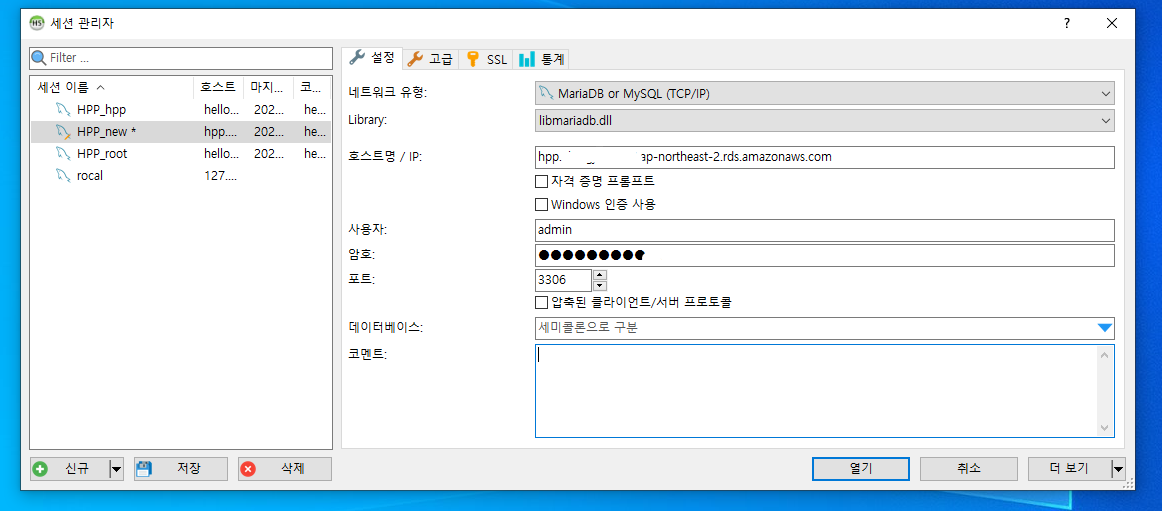 HS 세션 관리자
Filter ...
세션 이름 호스트 마지... 코...
HPP_hpp hello... 202... he...
HPP_new * hpp.... 202... he...
HPP_root hello... 202... he...
rocal 127....
신규 저장 삭제
설정 고급 SSL 통계
네트워크 유형: MariaDB or MySQL (TCP/IP)
Library: libmariadb.dll
호스트명 / IP: hpp. ap-northeast-2.rds.amazonaws.com
자격 증명 프롬프트
Windows 인증 사용
사용자: admin
암호: ●●●●●●●●●
포트: 3306
압축된 클라이언트/서버 프로토콜
데이터베이스: 세미콜론으로 구분
코멘트:
열기 취소 더 보기